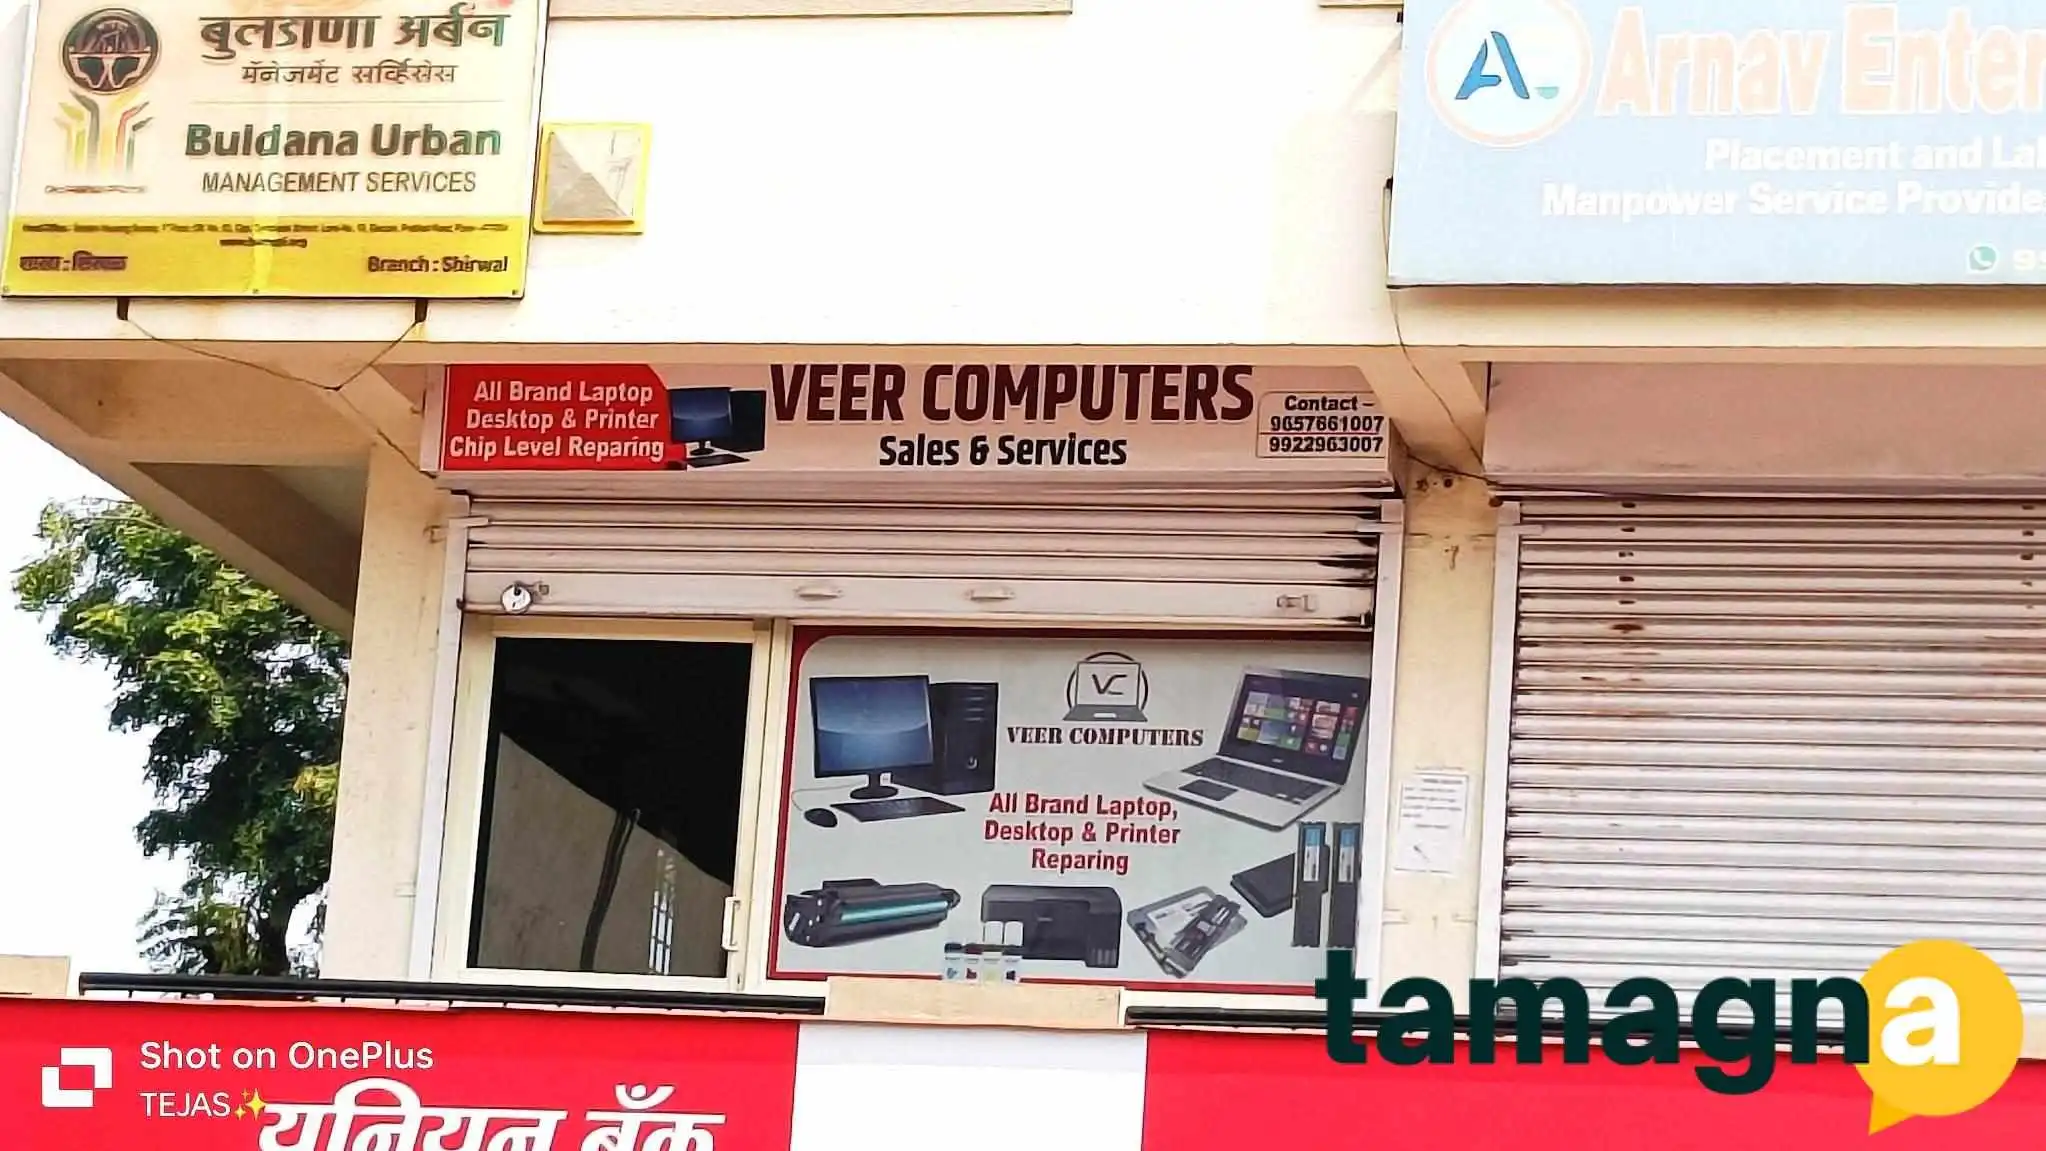 बुलडाणा अर्बन
मॅनेजमेंट सर्व्हिसेस
Buldana Urban
MANAGEMENT SERVICES
शाखा : शिरवळ
Branch : Shirwal
A
Arnav Enter
Placement and Lab
Manpower Service Provide
All Brand Laptop
Desktop & Printer
Chip Level Reparing
VEER COMPUTERS
Sales & Services
Contact -
9657661007
9922963007
VC
VEER COMPUTERS
All Brand Laptop,
Desktop & Printer
Reparing
Shot on OnePlus
TEJAS✨
युनियन बँक
tamagna